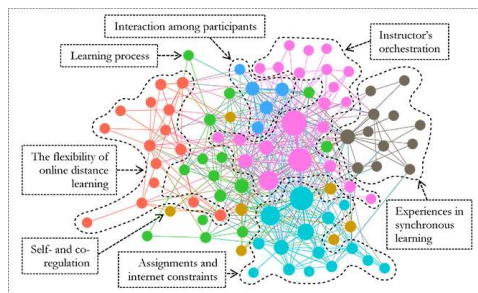 Interaction among participants
Learning process
Instructor's
orchestration
The flexibility of
online distance
learning
Self- and co-
regulation
Assignments and
internet constraints
Experiences in
synchronous
learning